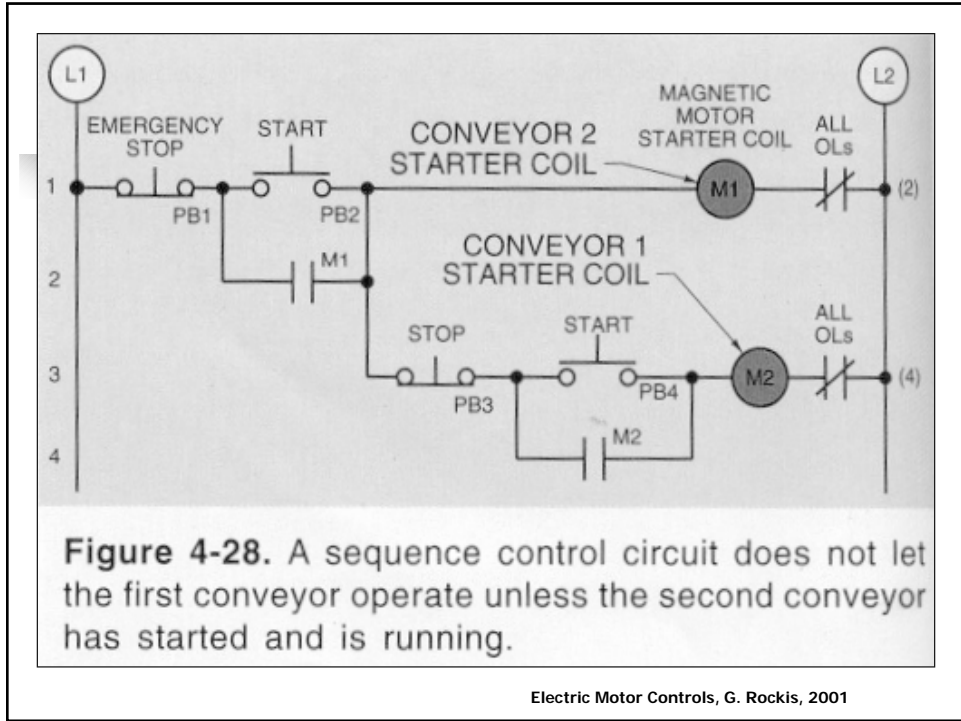 L1
L2
EMERGENCY
STOP
START
CONVEYOR 2
STARTER COIL
MAGNETIC
MOTOR
STARTER COIL
ALL
OLs
1
PB1
PB2
M1
(2)
2
M1
CONVEYOR 1
STARTER COIL
STOP
START
ALL
OLs
3
PB3
PB4
M2
(4)
4
M2
Figure 4-28. A sequence control circuit does not let
the first conveyor operate unless the second conveyor
has started and is running.
Electric Motor Controls, G. Rockis, 2001